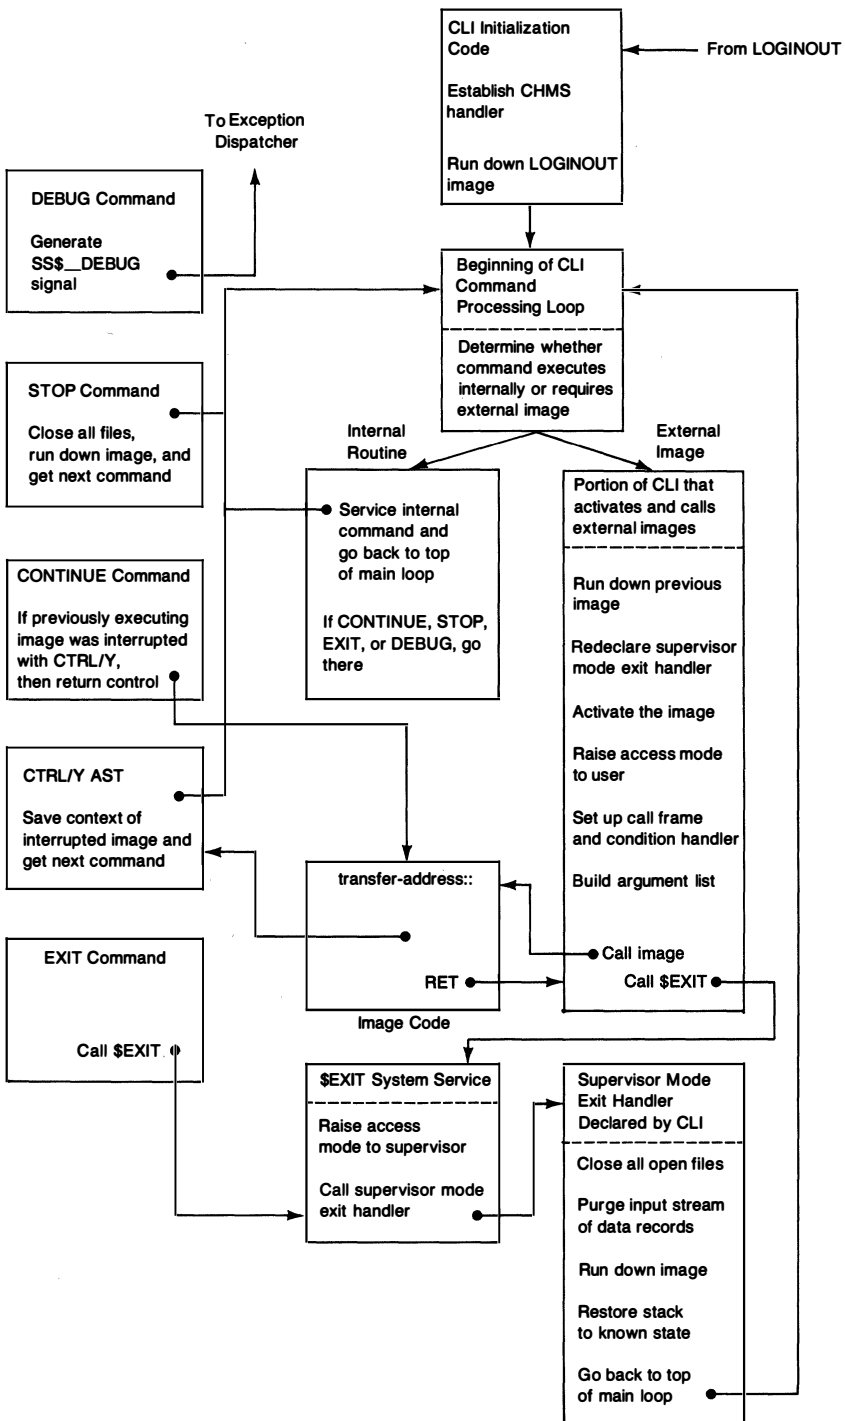 CLI Initialization
Code
From LOGINOUT
Establish CHMS
handler
Run down LOGINOUT
image
To Exception
Dispatcher
DEBUG Command
Generate
SS$__DEBUG
signal
Beginning of CLI
Command
Processing Loop
Determine whether
command executes
internally or requires
external image
STOP Command
Close all files,
run down image, and
get next command
Internal
Routine
External
Image
Service internal
command and
go back to top
of main loop
If CONTINUE, STOP,
EXIT, or DEBUG, go
there
Portion of CLI that
activates and calls
external images
Run down previous
image
Redeclare supervisor
mode exit handler
Activate the image
Raise access mode
to user
Set up call frame
and condition handler
Build argument list
Call image
Call $EXIT
CONTINUE Command
If previously executing
image was interrupted
with CTRL/Y,
then return control
CTRL/Y AST
Save context of
interrupted image and
get next command
transfer-address::
RET
Image Code
EXIT Command
Call $EXIT
$EXIT System Service
Raise access
mode to supervisor
Call supervisor mode
exit handler
Supervisor Mode
Exit Handler
Declared by CLI
Close all open files
Purge input stream
of data records
Run down image
Restore stack
to known state
Go back to top
of main loop